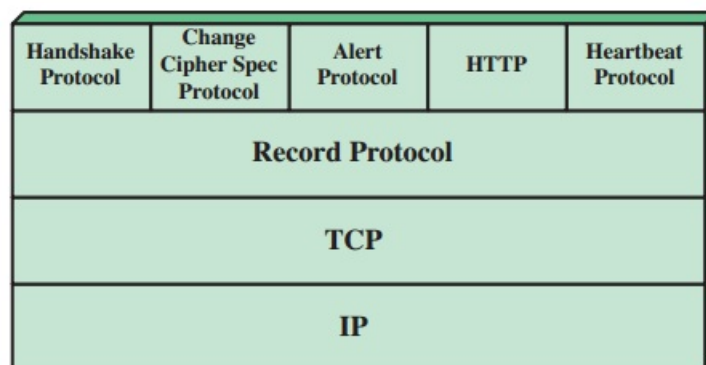 Handshake
Protocol
Change
Cipher Spec
Protocol
Alert
Protocol
HTTP
Heartbeat
Protocol
Record Protocol
TCP
IP